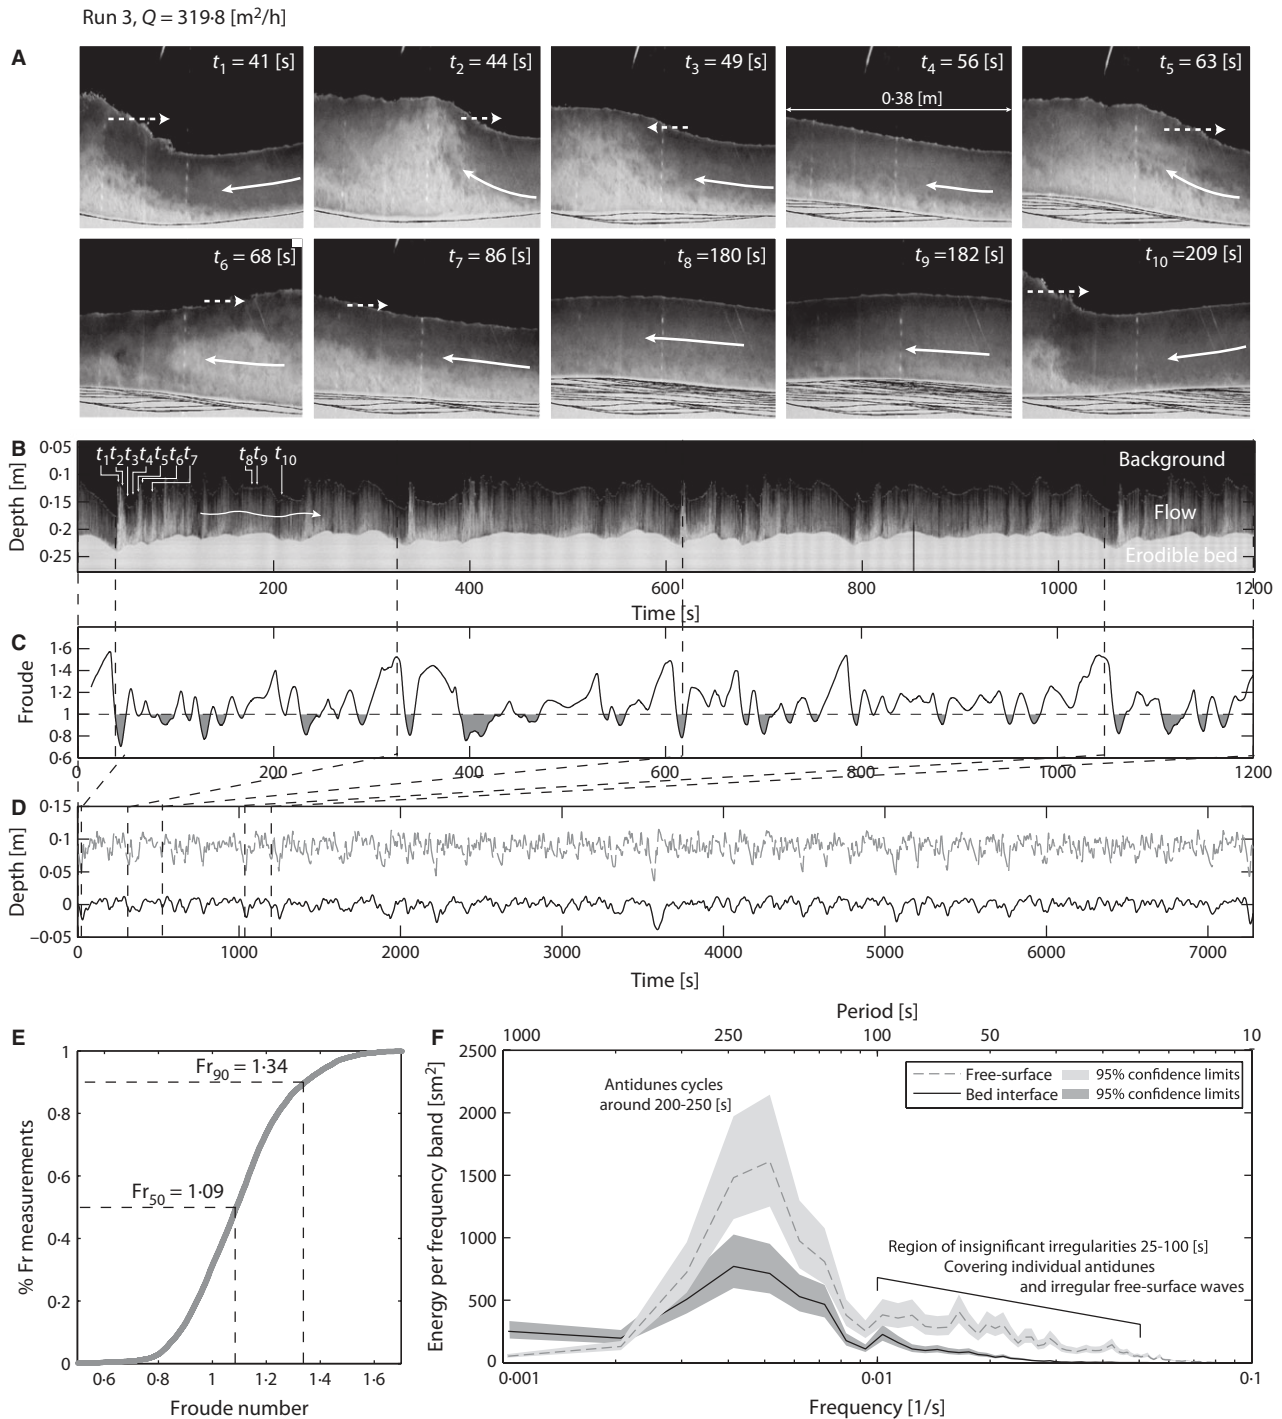 Run 3, Q = 319·8 [m²/h]
A
t₁ = 41 [s]
t₂ = 44 [s]
t₃ = 49 [s]
t₄ = 56 [s]
t₅ = 63 [s]
0·38 [m]
t₆ = 68 [s]
t₇ = 86 [s]
t₈ =180 [s]
t₉ =182 [s]
t₁₀ =209 [s]
B
0·05
0·1
0·15
0·2
0·25
Depth [m]
t₁ t₂ t₃ t₄ t₅ t₆ t₇ t₈ t₉ t₁₀
Background
Flow
Erodible bed
200 400 600 800 1000 1200
Time [s]
C
1·6
1·4
1·2
1
0·8
0·6
Froude
0 200 400 600 800 1000 1200
D
0·15
0·1
0·05
0
−0·05
Depth [m]
0 1000 2000 3000 4000 5000 6000 7000
Time [s]
E
1
0·8
0·6
0·4
0·2
0
% Fr measurements
Fr₉₀ = 1·34
Fr₅₀ = 1·09
0·6 0·8 1 1·2 1·4 1·6
Froude number
F
Period [s]
1000 250 100 50 10
2500
2000
1500
1000
500
0
Energy per frequency band [sm²]
Antidunes cycles
around 200-250 [s]
Free-surface 95% confidence limits
Bed interface 95% confidence limits
Region of insignificant irregularities 25-100 [s]
Covering individual antidunes
and irregular free-surface waves
0·001 0·01 0·1
Frequency [1/s]